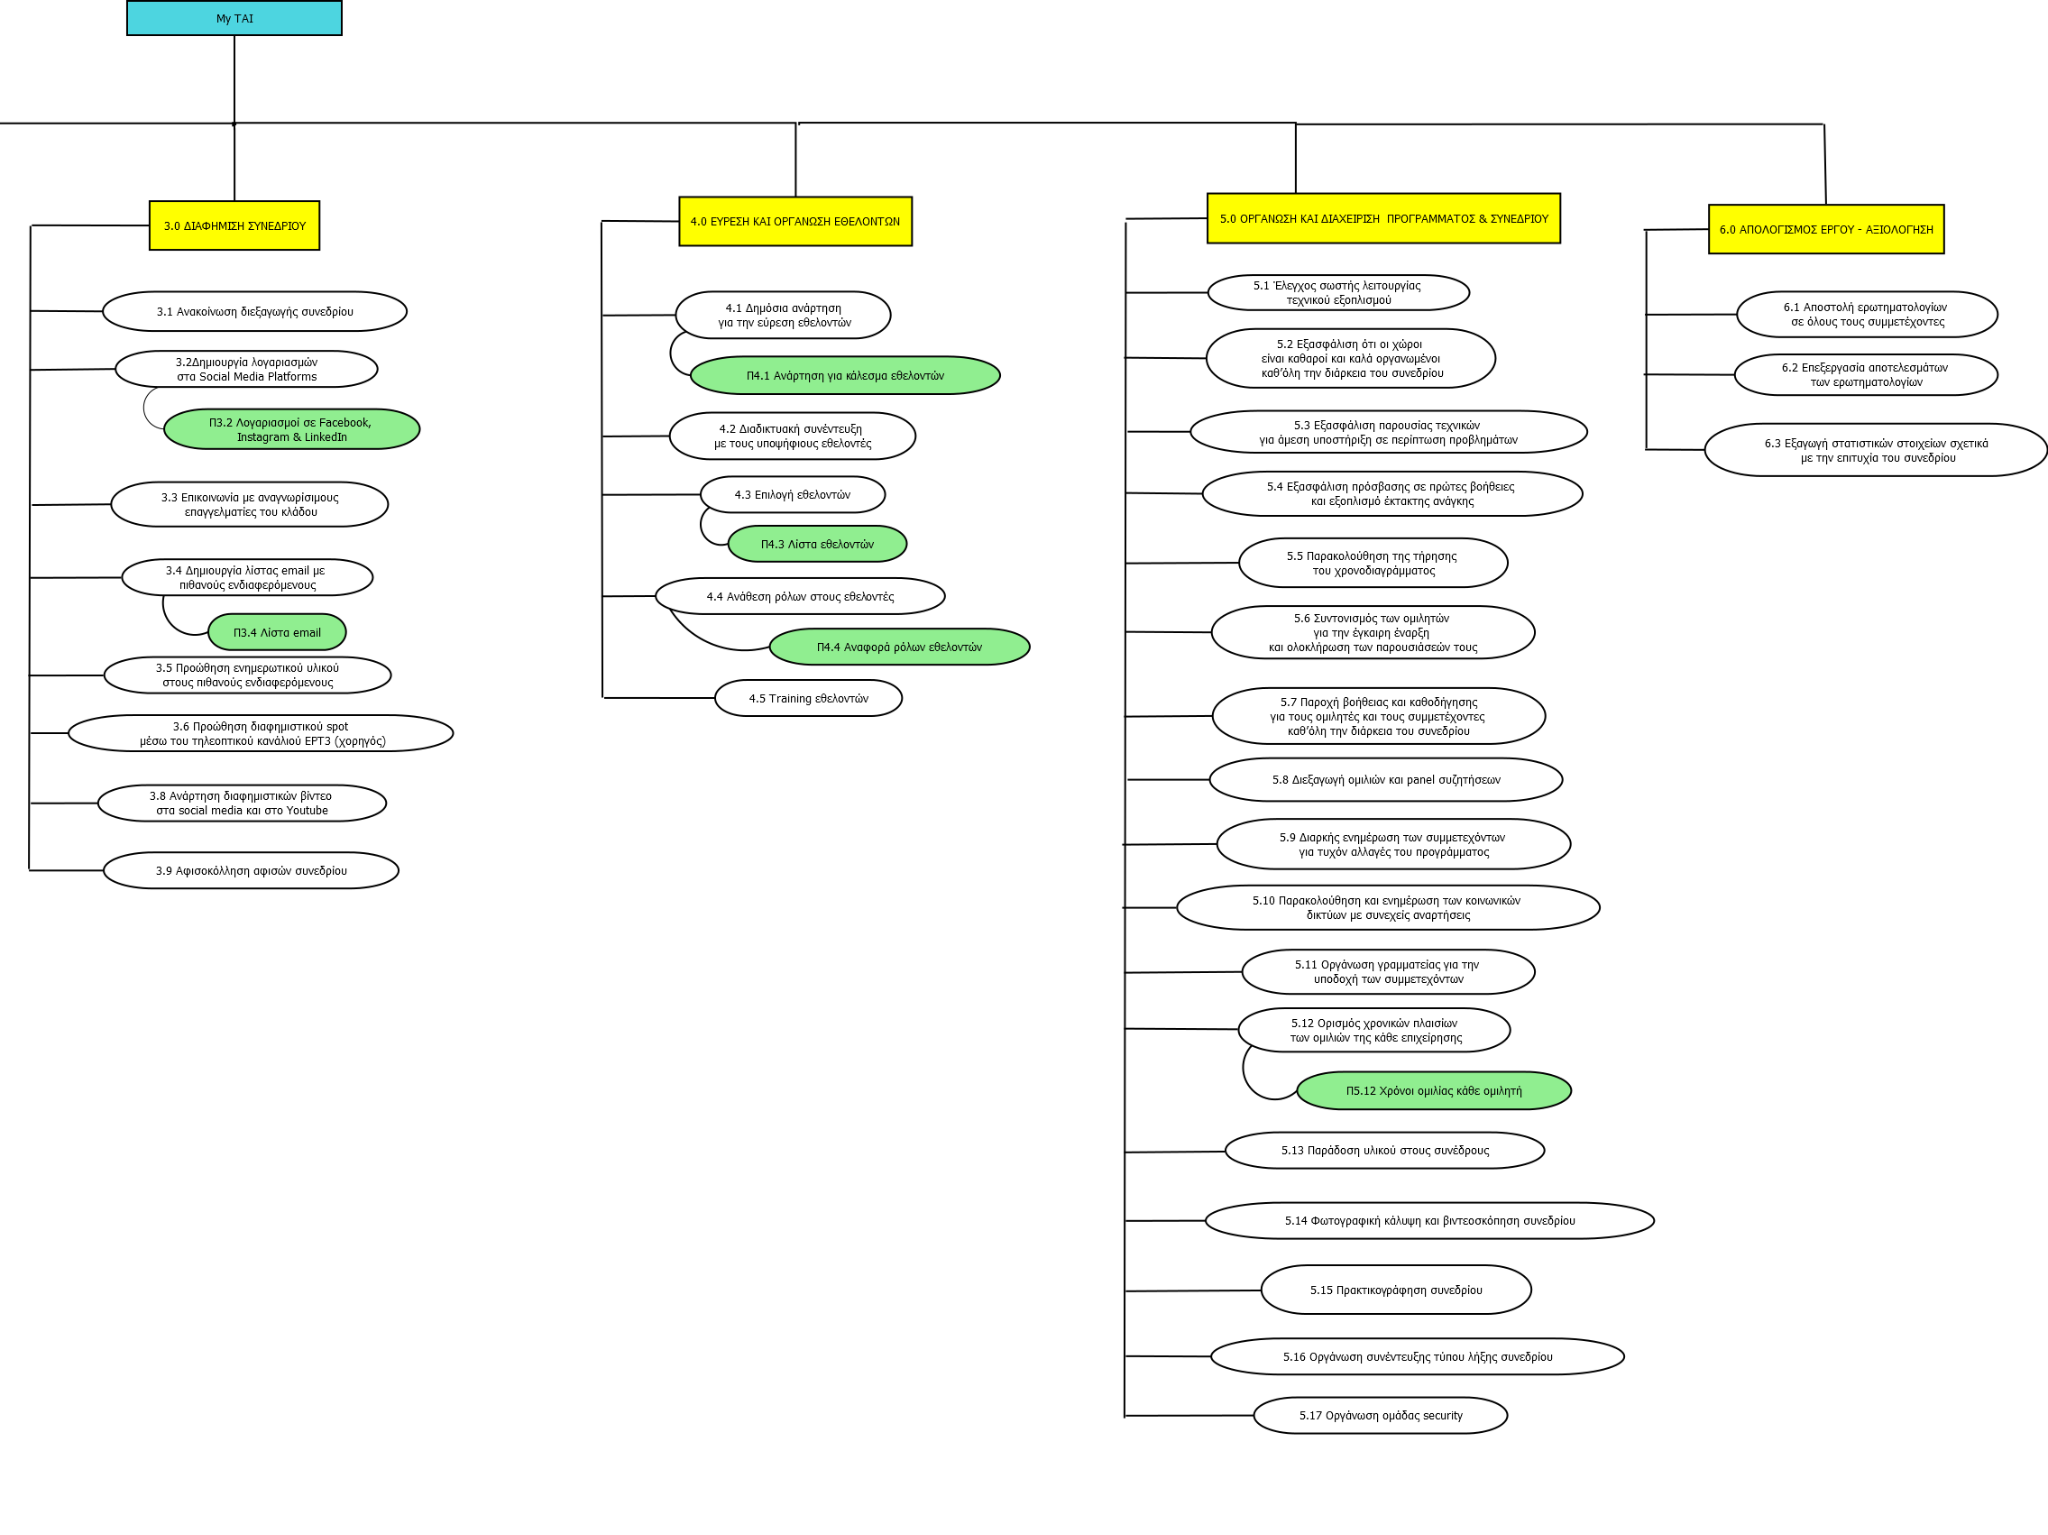 My TAI
3.0 ΔΙΑΦΗΜΙΣΗ ΣΥΝΕΔΡΙΟΥ
3.1 Ανακοίνωση διεξαγωγής συνεδρίου
3.2Δημιουργία λογαριασμών
στα Social Media Platforms
Π3.2 Λογαριασμοί σε Facebook,
Instagram & LinkedIn
3.3 Επικοινωνία με αναγνωρίσιμους
επαγγελματίες του κλάδου
3.4 Δημιουργία λίστας email με
πιθανούς ενδιαφερόμενους
Π3.4 Λίστα email
3.5 Προώθηση ενημερωτικού υλικού
στους πιθανούς ενδιαφερόμενους
3.6 Προώθηση διαφημιστικού spot
μέσω του τηλεοπτικού κανάλιού ΕΡΤ3 (χορηγός)
3.8 Ανάρτηση διαφημιστικών βίντεο
στα social media και στο Youtube
3.9 Αφισοκόλληση αφισών συνεδρίου
4.0 ΕΥΡΕΣΗ ΚΑΙ ΟΡΓΑΝΩΣΗ ΕΘΕΛΟΝΤΩΝ
4.1 Δημόσια ανάρτηση
για την εύρεση εθελοντών
Π4.1 Ανάρτηση για κάλεσμα εθελοντών
4.2 Διαδικτυακή συνέντευξη
με τους υποψήφιους εθελοντές
4.3 Επιλογή εθελοντών
Π4.3 Λίστα εθελοντών
4.4 Ανάθεση ρόλων στους εθελοντές
Π4.4 Αναφορά ρόλων εθελοντών
4.5 Training εθελοντών
5.0 ΟΡΓΑΝΩΣΗ ΚΑΙ ΔΙΑΧΕΙΡΙΣΗ ΠΡΟΓΡΑΜΜΑΤΟΣ & ΣΥΝΕΔΡΙΟΥ
5.1 Έλεγχος σωστής λειτουργίας
τεχνικού εξοπλισμού
5.2 Εξασφάλιση ότι οι χώροι
είναι καθαροί και καλά οργανωμένοι
καθ'όλη την διάρκεια του συνεδρίου
5.3 Εξασφάλιση παρουσίας τεχνικών
για άμεση υποστήριξη σε περίπτωση προβλημάτων
5.4 Εξασφάλιση πρόσβασης σε πρώτες βοήθειες
και εξοπλισμό έκτακτης ανάγκης
5.5 Παρακολούθηση της τήρησης
του χρονοδιαγράμματος
5.6 Συντονισμός των ομιλητών
για την έγκαιρη έναρξη
και ολοκλήρωση των παρουσιάσεών τους
5.7 Παροχή βοήθειας και καθοδήγησης
για τους ομιλητές και τους συμμετέχοντες
καθ'όλη την διάρκεια του συνεδρίου
5.8 Διεξαγωγή ομιλιών και panel συζητήσεων
5.9 Διαρκής ενημέρωση των συμμετεχόντων
για τυχόν αλλαγές του προγράμματος
5.10 Παρακολούθηση και ενημέρωση των κοινωνικών
δικτύων με συνεχείς αναρτήσεις
5.11 Οργάνωση γραμματείας για την
υποδοχή των συμμετεχόντων
5.12 Ορισμός χρονικών πλαισίων
των ομιλιών της κάθε επιχείρησης
Π5.12 Χρόνοι ομιλίας κάθε ομιλητή
5.13 Παράδοση υλικού στους συνέδρους
5.14 Φωτογραφική κάλυψη και βιντεοσκόπηση συνεδρίου
5.15 Πρακτικογράφηση συνεδρίου
5.16 Οργάνωση συνέντευξης τύπου λήξης συνεδρίου
5.17 Οργάνωση ομάδας security
6.0 ΑΠΟΛΟΓΙΣΜΟΣ ΕΡΓΟΥ - ΑΞΙΟΛΟΓΗΣΗ
6.1 Αποστολή ερωτηματολογίων
σε όλους τους συμμετέχοντες
6.2 Επεξεργασία αποτελεσμάτων
των ερωτηματολογίων
6.3 Εξαγωγή στατιστικών στοιχείων σχετικά
με την επιτυχία του συνεδρίου